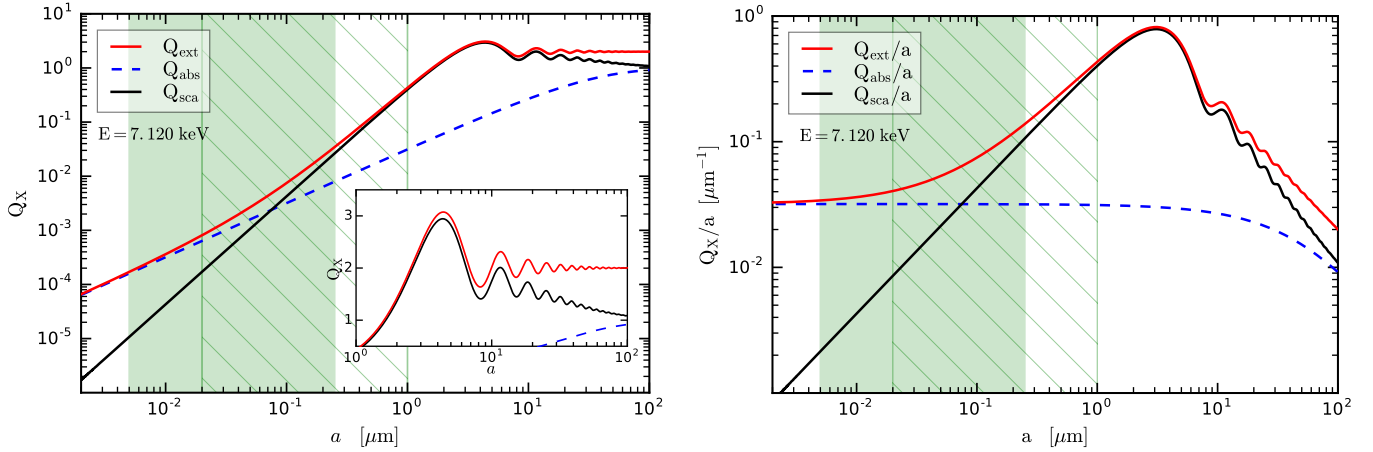 10^2
10^1
10^0
10^-1
10^-2
10^-3
10^-4
10^-5
Q_X
Q_ext
Q_abs
Q_sca
E = 7. 120 keV
3
2
1
Q_X
10^0 10^1 10^2
a
10^-2 10^-1 10^0 10^1 10^2
a [μm]
10^0
10^-1
10^-2
Q_X/a [μm^-1]
Q_ext/a
Q_abs/a
Q_sca/a
E = 7. 120 keV
10^-2 10^-1 10^0 10^1 10^2
a [μm]